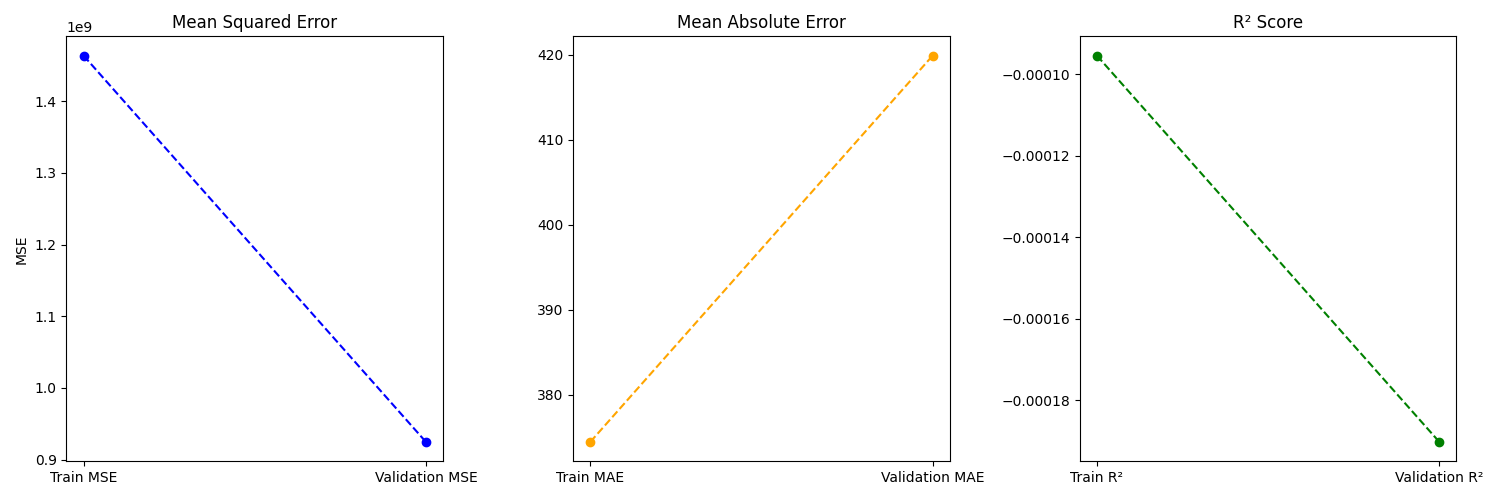 Mean Squared Error
1e9
1.4
1.3
1.2
1.1
1.0
0.9
MSE
Train MSE
Validation MSE
Mean Absolute Error
420
410
400
390
380
Train MAE
Validation MAE
R² Score
−0.00010
−0.00012
−0.00014
−0.00016
−0.00018
Train R²
Validation R²